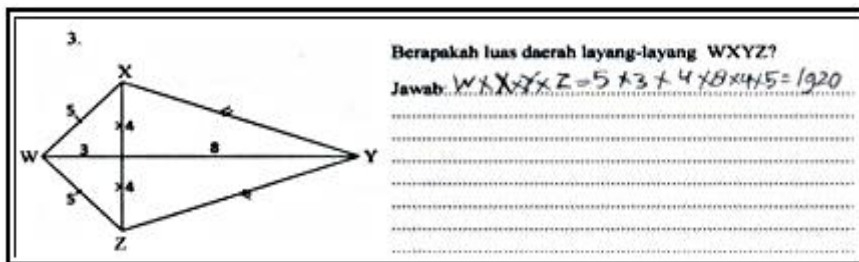 3.
Berapakah luas daerah layang-layang WXYZ?
Jawab: W x X x Y x Z = 5 x 3 x 4 x 8 x 4 x 5 = 1920
X
5
4
W
3
8
Y
4
5
Z